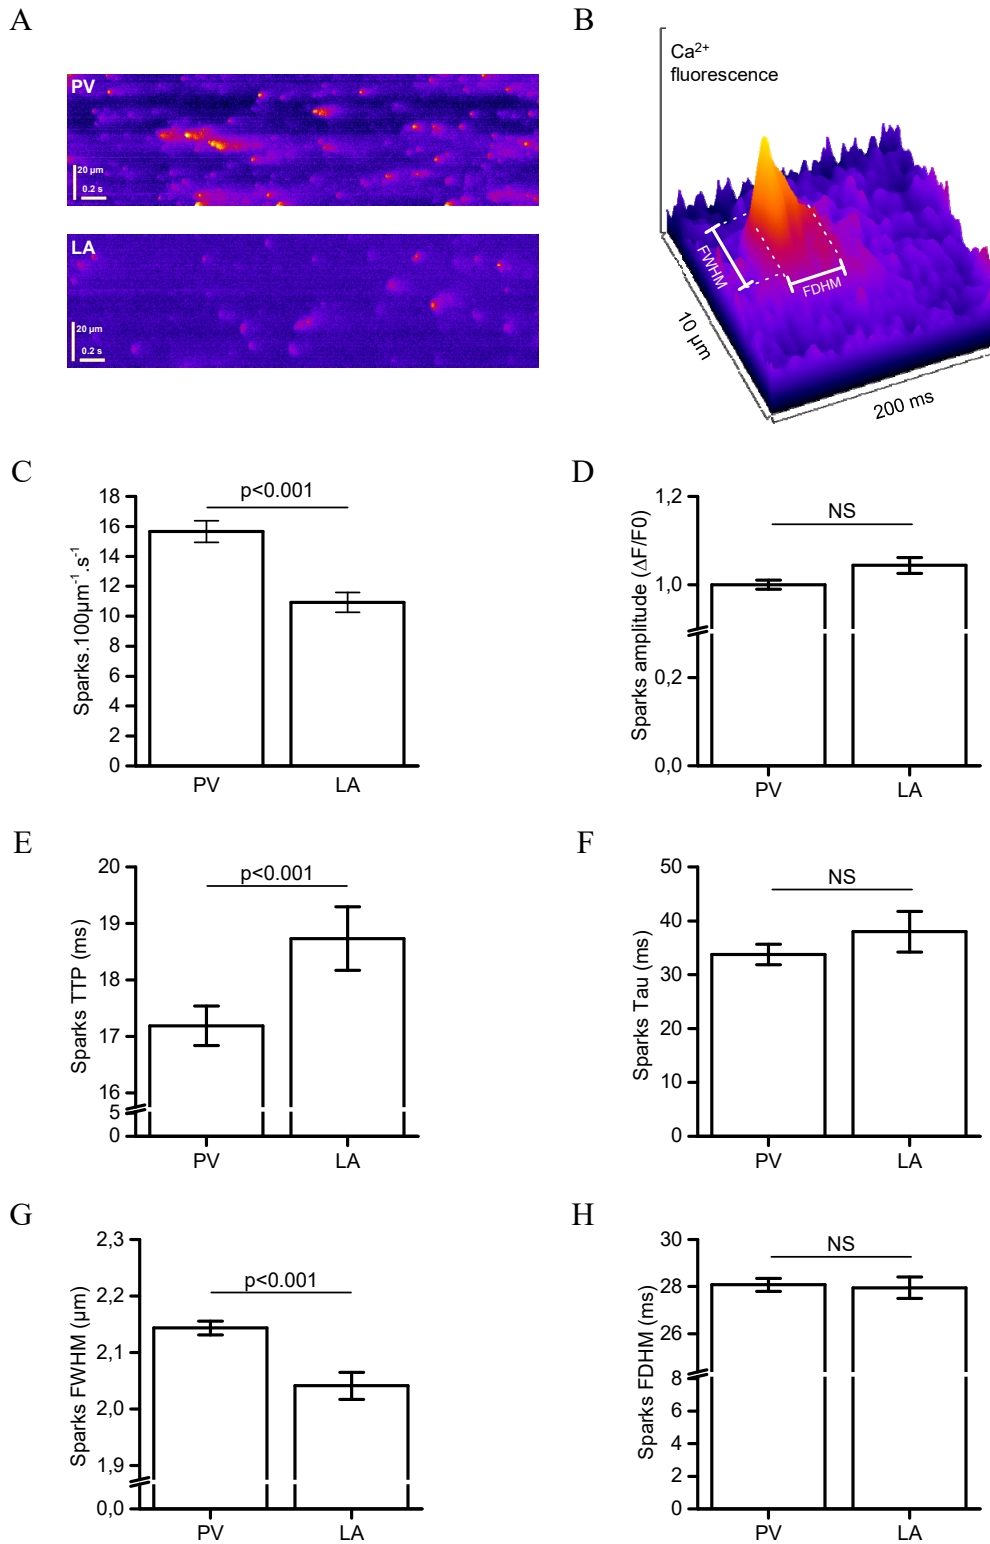 A
PV
20 µm
0.2 s
LA
20 µm
0.2 s
B
Ca²⁺
fluorescence
FWHM
FDHM
10 µm
200 ms
C
p<0.001
Sparks.100µm⁻¹.s⁻¹
18
16
14
12
10
8
6
4
2
0
PV LA
D
NS
Sparks amplitude (ΔF/F0)
1,2
1,0
0,2
0,0
PV LA
E
p<0.001
Sparks TTP (ms)
20
19
18
17
16
5
0
PV LA
F
NS
Sparks Tau (ms)
50
40
30
20
10
0
PV LA
G
p<0.001
Sparks FWHM (µm)
2,3
2,2
2,1
2,0
1,9
0,0
PV LA
H
NS
Sparks FDHM (ms)
30
28
26
8
6
4
2
0
PV LA